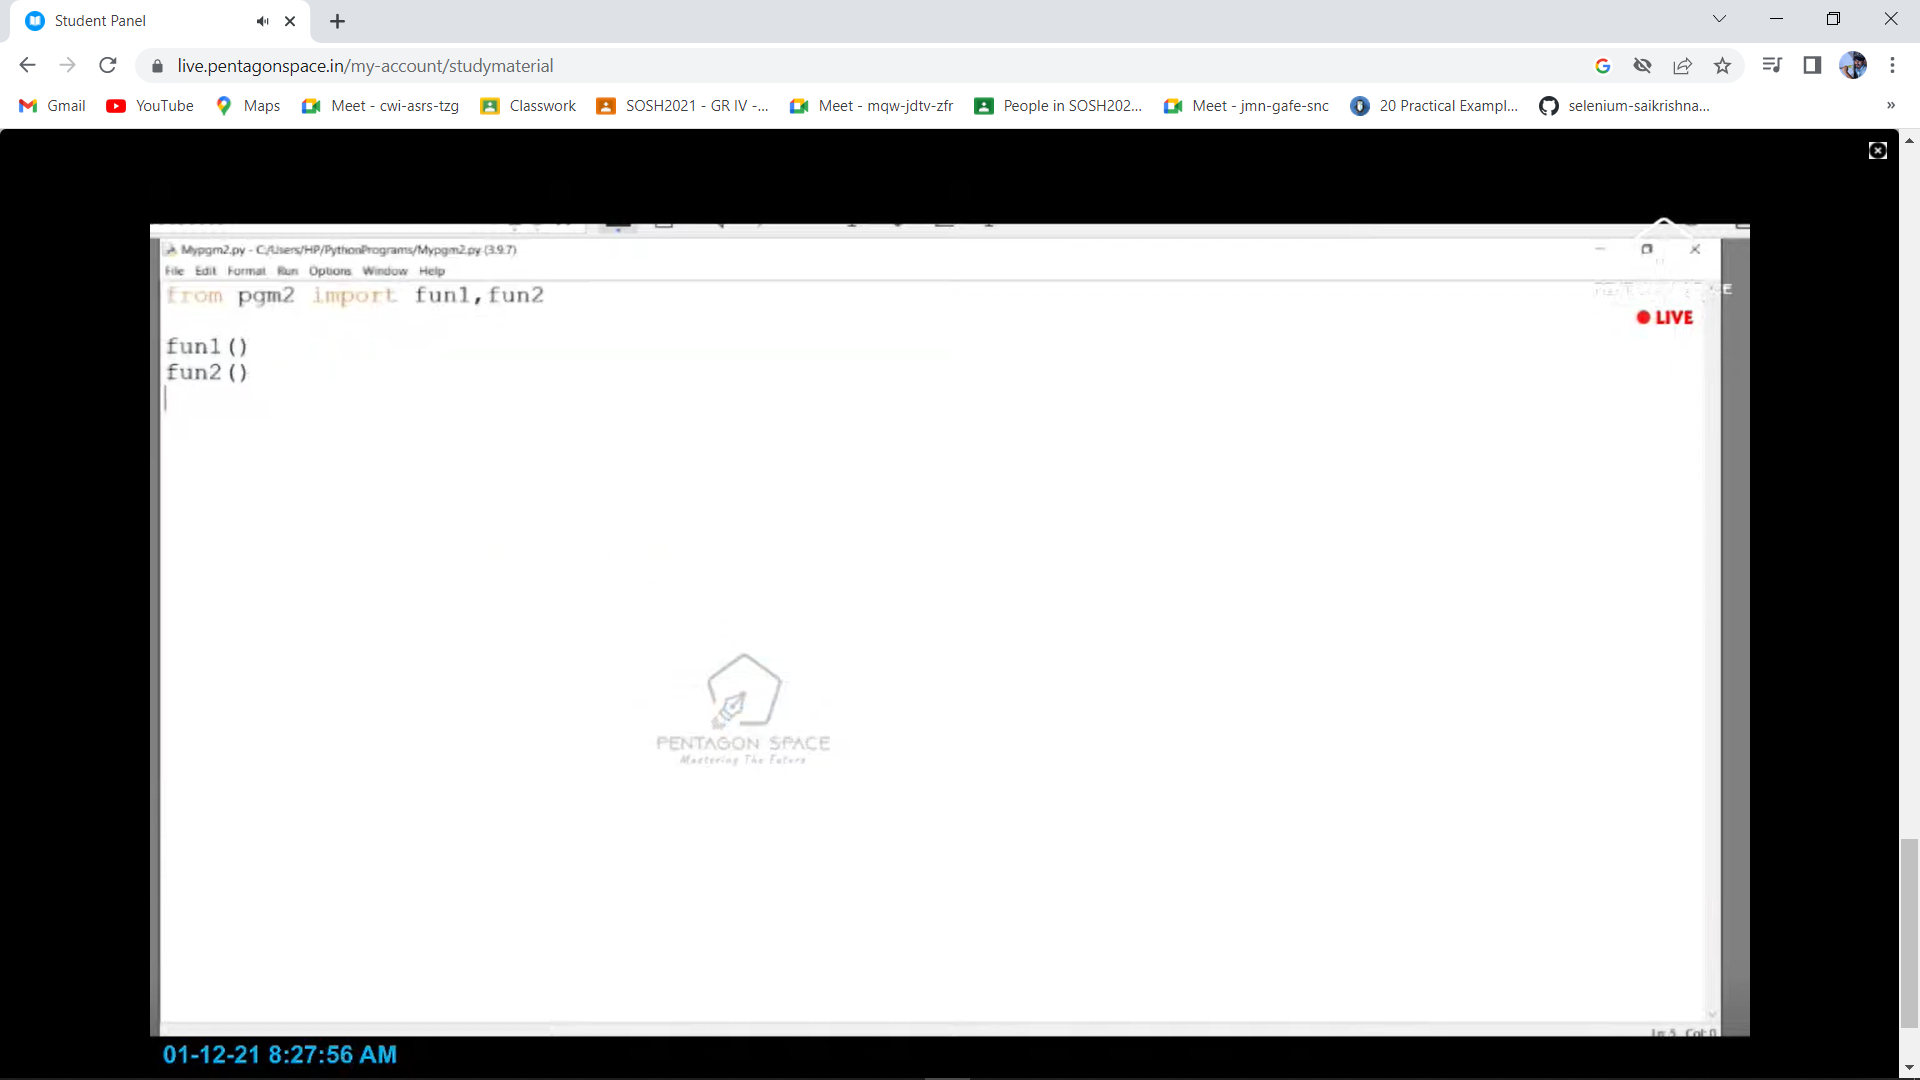 Student Panel
live.pentagonspace.in/my-account/studymaterial
Gmail YouTube Maps Meet - cwi-asrs-tzg Classwork SOSH2021 - GR IV -... Meet - mqw-jdtv-zfr People in SOSH202... Meet - jmn-gafe-snc 20 Practical Exampl... selenium-saikrishna... »
Mypgm2.py - C:/Users/HP/PythonPrograms/Mypgm2.py (3.9.7)
File Edit Format Run Options Window Help
from pgm2 import fun1,fun2
LIVE
fun1()
fun2()
PENTAGON SPACE
Mastering The Future
Ln: 5 Col: 0
01-12-21 8:27:56 AM